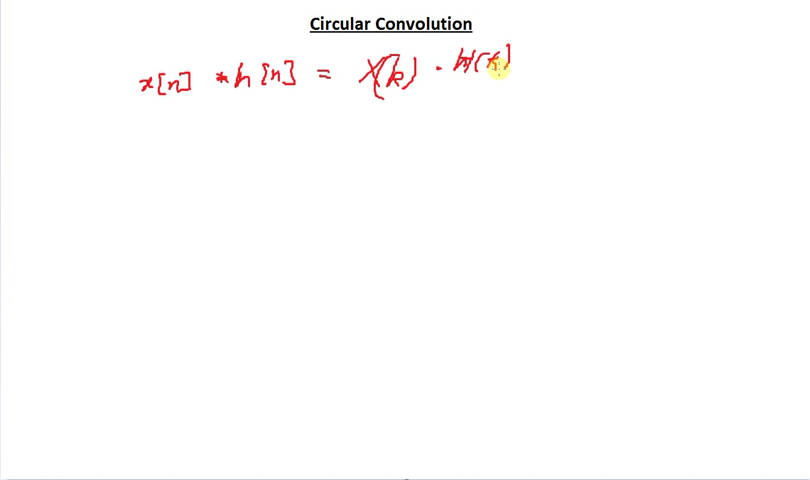 Circular Convolution
x[n] * h[n] = X[k] . H[k]